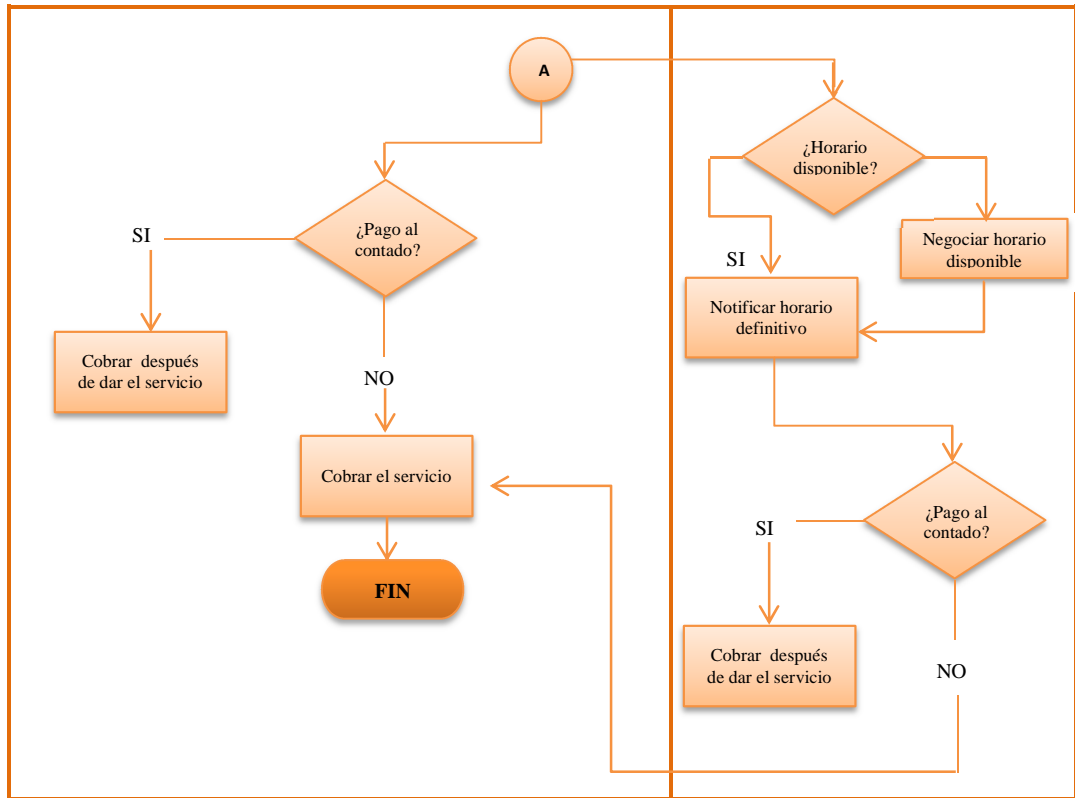 A
¿Pago al
contado?
SI
Cobrar después
de dar el servicio
NO
Cobrar el servicio
FIN
¿Horario
disponible?
Negociar horario
disponible
SI
Notificar horario
definitivo
¿Pago al
contado?
SI
Cobrar después
de dar el servicio
NO